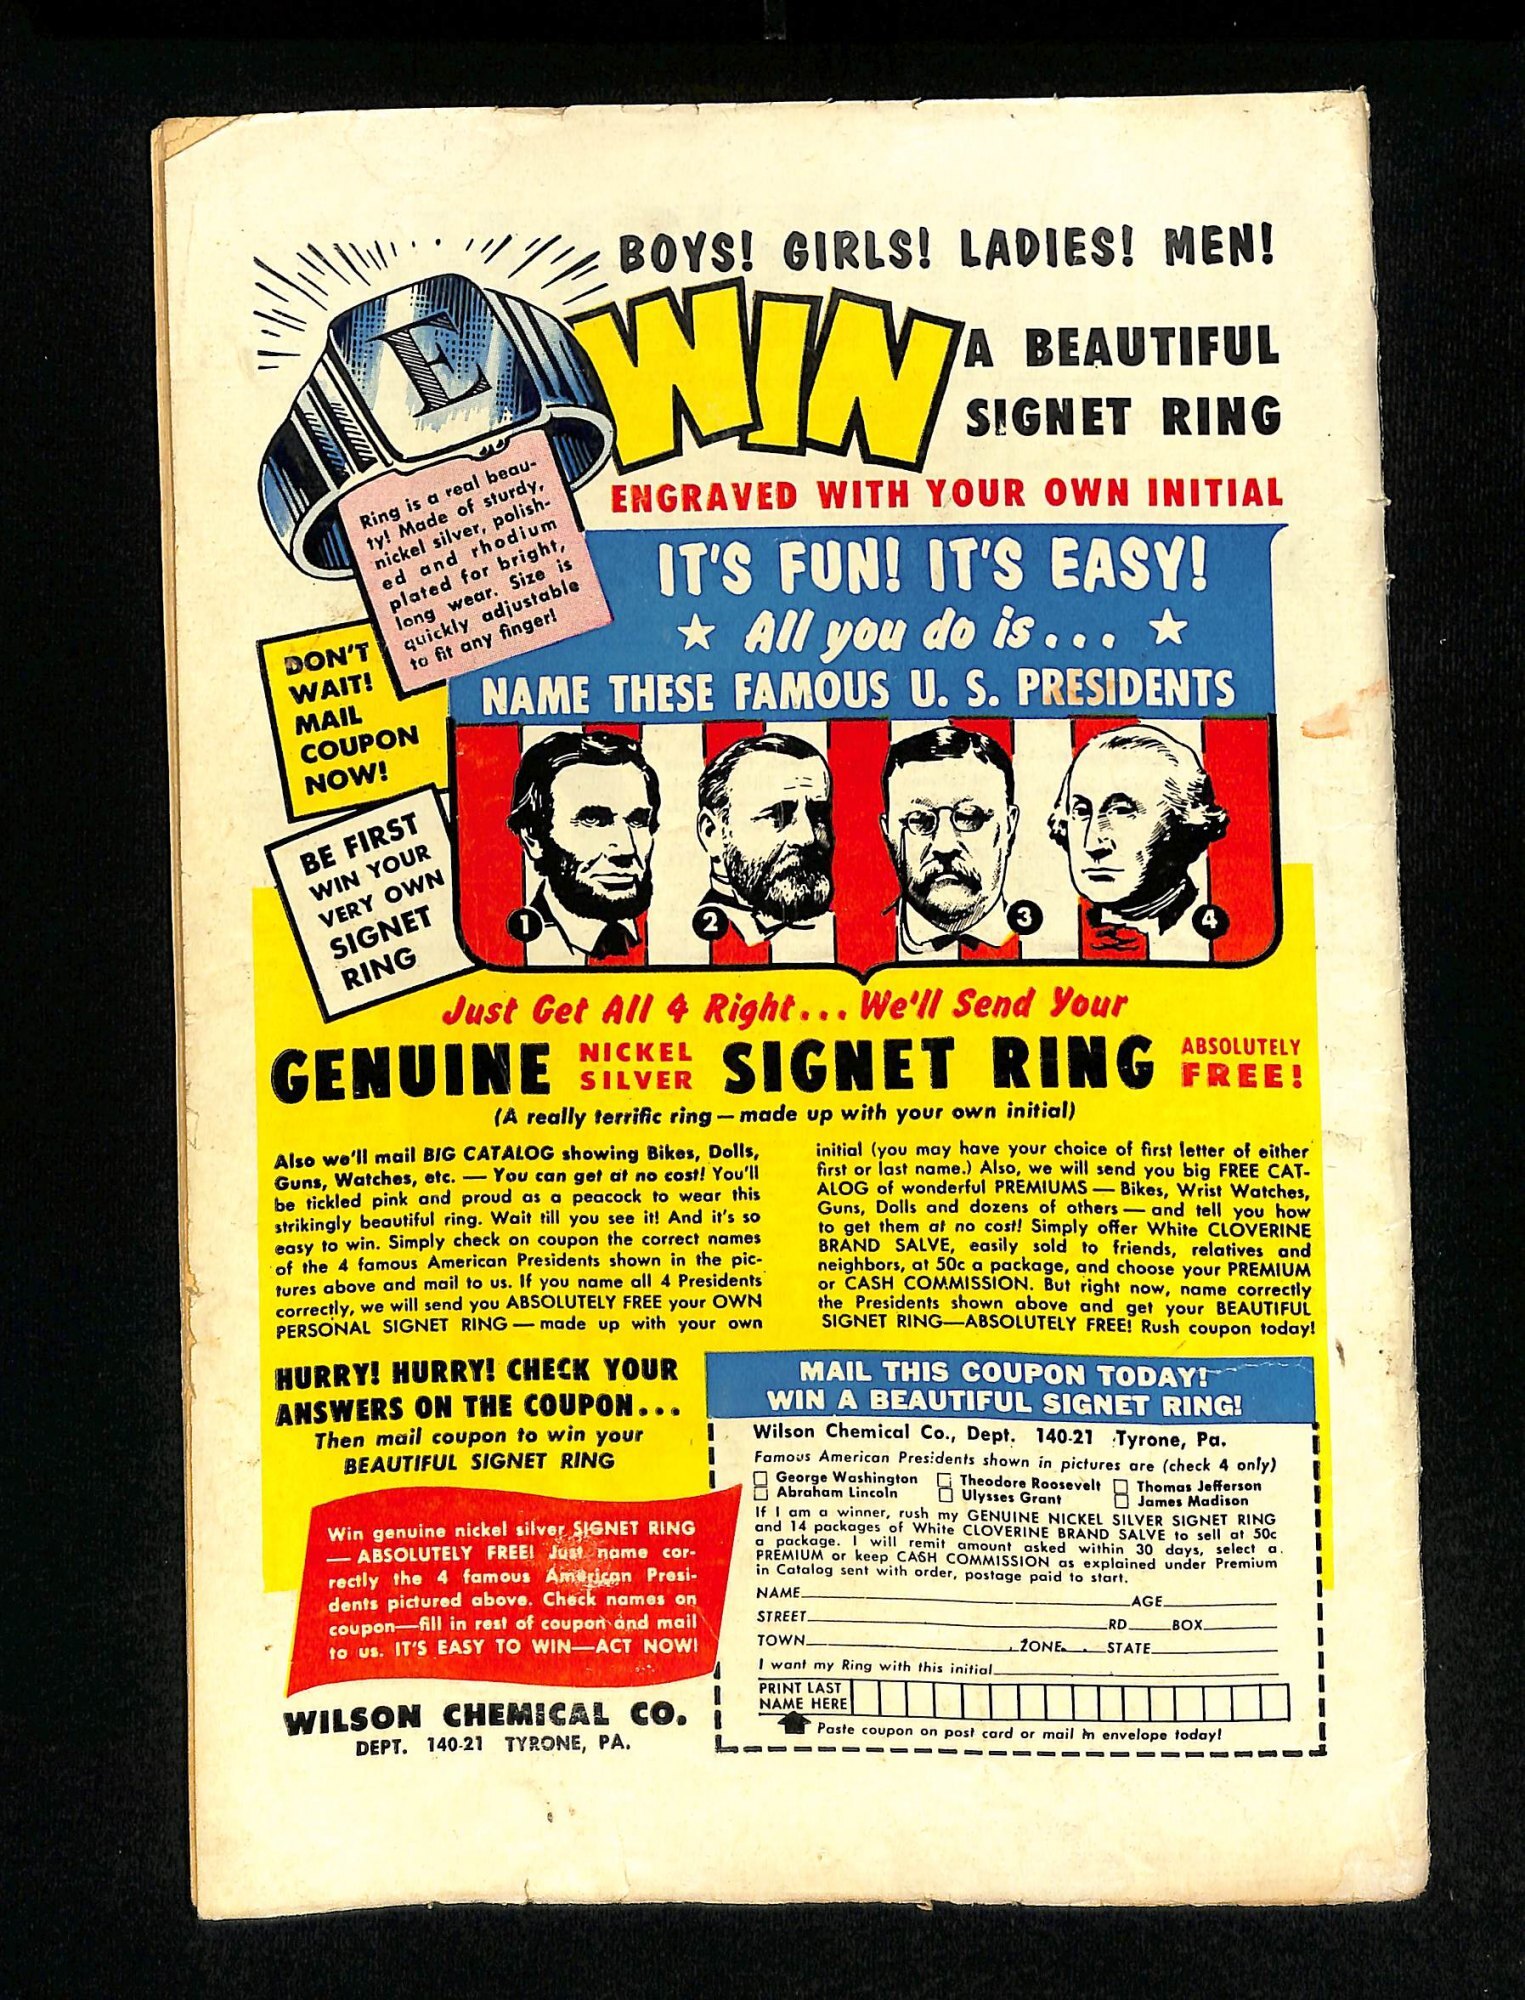 BOYS! GIRLS! LADIES! MEN!
WIN
A BEAUTIFUL
SIGNET RING
ENGRAVED WITH YOUR OWN INITIAL
E
Ring is a real beau-
ty! Made of sturdy,
nickel silver, polish-
ed and rhodium
plated for bright,
long wear. Size is
quickly adjustable
to fit any finger!
DON'T
WAIT!
MAIL
COUPON
NOW!
BE FIRST
WIN YOUR
VERY OWN
SIGNET
RING
IT'S FUN! IT'S EASY!
All you do is...
NAME THESE FAMOUS U. S. PRESIDENTS
1
2
3
4
Just Get All 4 Right... We'll Send Your
GENUINE NICKEL SILVER SIGNET RING ABSOLUTELY FREE!
(A really terrific ring — made up with your own initial)
Also we'll mail BIG CATALOG showing Bikes, Dolls,
Guns, Watches, etc. — You can get at no cost! You'll
be tickled pink and proud as a peacock to wear this
strikingly beautiful ring. Wait till you see it! And it's so
easy to win. Simply check on coupon the correct names
of the 4 famous American Presidents shown in the pic-
tures above and mail to us. If you name all 4 Presidents
correctly, we will send you ABSOLUTELY FREE your OWN
PERSONAL SIGNET RING — made up with your own
initial (you may have your choice of first letter of either
first or last name.) Also, we will send you big FREE CAT-
ALOG of wonderful PREMIUMS — Bikes, Wrist Watches,
Guns, Dolls and dozens of others — and tell you how
to get them at no cost! Simply offer White CLOVERINE
BRAND SALVE, easily sold to friends, relatives and
neighbors, at 50c a package, and choose your PREMIUM
or CASH COMMISSION. But right now, name correctly
the Presidents shown above and get your BEAUTIFUL
SIGNET RING—ABSOLUTELY FREE! Rush coupon today!
HURRY! HURRY! CHECK YOUR
ANSWERS ON THE COUPON...
Then mail coupon to win your
BEAUTIFUL SIGNET RING
Win genuine nickel silver SIGNET RING
— ABSOLUTELY FREE! Just name cor-
rectly the 4 famous American Presi-
dents pictured above. Check names on
coupon—fill in rest of coupon and mail
to us. IT'S EASY TO WIN—ACT NOW!
WILSON CHEMICAL CO.
DEPT. 140-21 TYRONE, PA.
MAIL THIS COUPON TODAY!
WIN A BEAUTIFUL SIGNET RING!
Wilson Chemical Co., Dept. 140-21 Tyrone, Pa.
Famous American Presidents shown in pictures are (check 4 only)
George Washington Theodore Roosevelt Thomas Jefferson
Abraham Lincoln Ulysses Grant James Madison
If I am a winner, rush my GENUINE NICKEL SILVER SIGNET RING
and 14 packages of White CLOVERINE BRAND SALVE to sell at 50c
a package. I will remit amount asked within 30 days, select a
PREMIUM or keep CASH COMMISSION as explained under Premium
in Catalog sent with order, postage paid to start.
NAME AGE
STREET RD BOX
TOWN ZONE STATE
I want my Ring with this initial
PRINT LAST
NAME HERE
Paste coupon on post card or mail in envelope today!